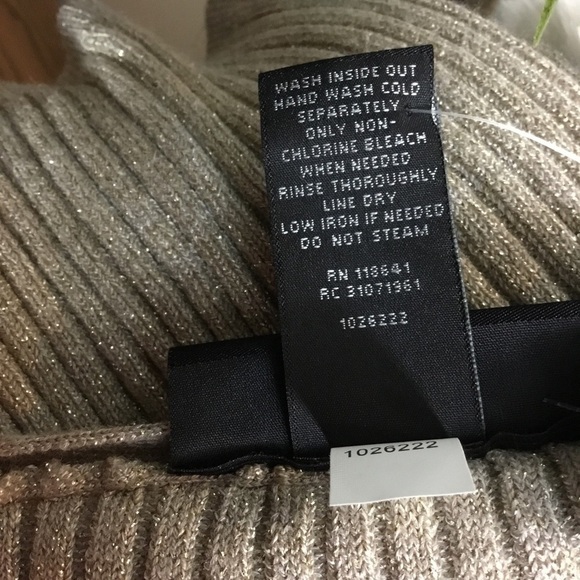 WASH INSIDE OUT
HAND WASH COLD
SEPARATELY
ONLY NON-
CHLORINE BLEACH
WHEN NEEDED
RINSE THOROUGHLY
LINE DRY
LOW IRON IF NEEDED
DO NOT STEAM
RN 118641
RC 31071961
1026222
1026222